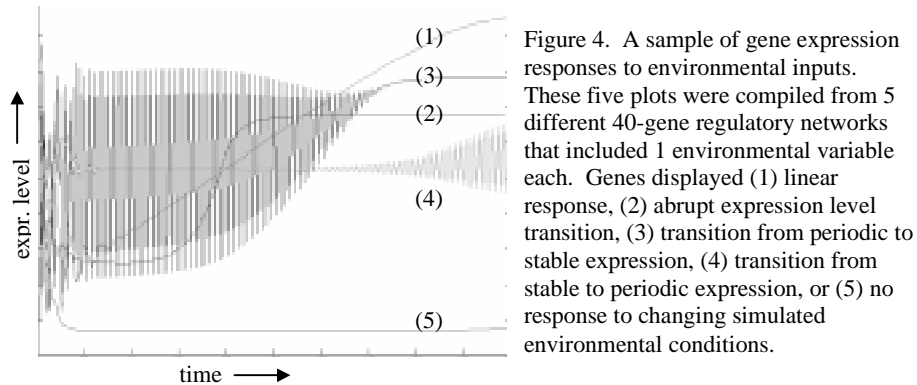 (1)
(3)
(2)
(4)
(5)
expr. level
time
Figure 4. A sample of gene expression
responses to environmental inputs.
These five plots were compiled from 5
different 40-gene regulatory networks
that included 1 environmental variable
each. Genes displayed (1) linear
response, (2) abrupt expression level
transition, (3) transition from periodic to
stable expression, (4) transition from
stable to periodic expression, or (5) no
response to changing simulated
environmental conditions.